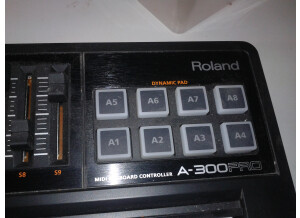 Roland
DYNAMIC PAD
A5 A6 A7 A8
A1 A2 A3 A4
MIDI KEYBOARD CONTROLLER A-300PRO
S8 S9